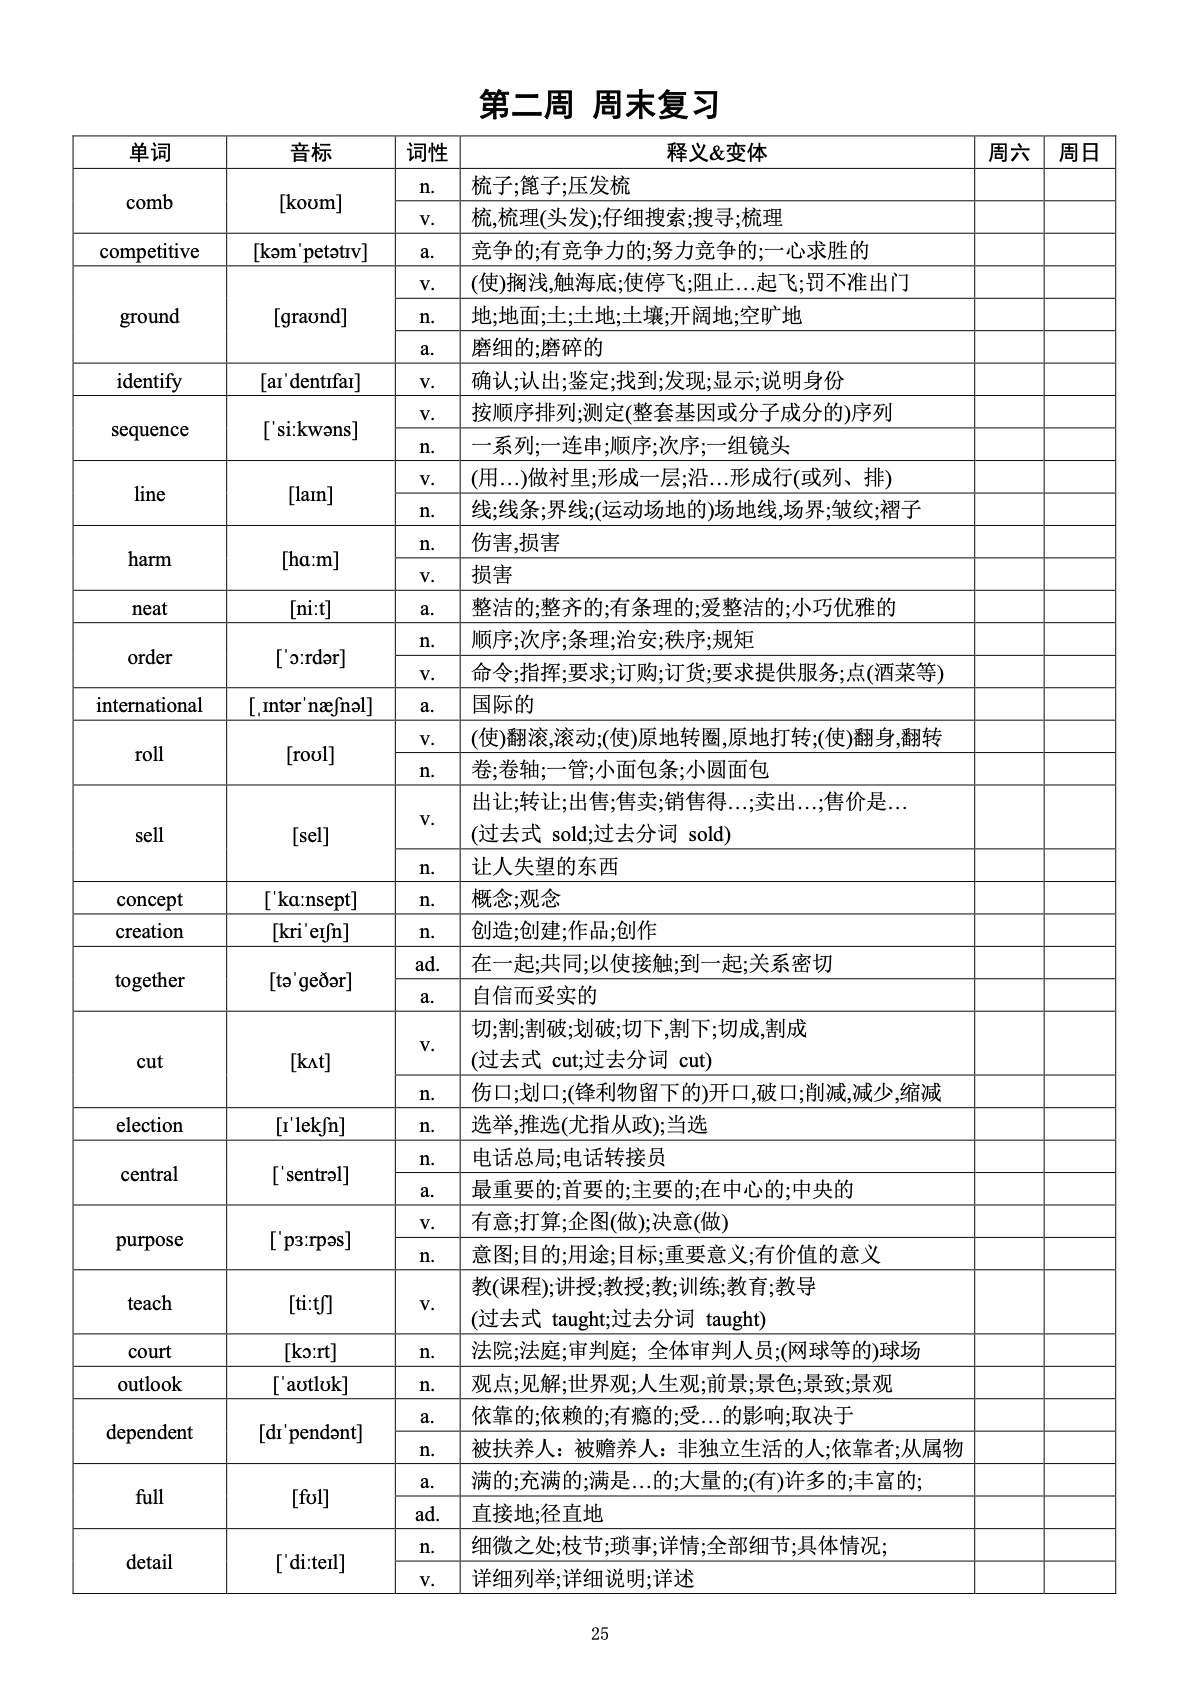 第二周 周末复习
单词 音标 词性 释义&变体 周六 周日
comb [koʊm] n. 梳子;篦子;压发梳
v. 梳,梳理(头发);仔细搜索;搜寻;梳理
competitive [kəmˈpetətɪv] a. 竞争的;有竞争力的;努力竞争的;一心求胜的
ground [ɡraʊnd] v. (使)搁浅,触海底;使停飞;阻止…起飞;罚不准出门
n. 地;地面;土;土地;土壤;开阔地;空旷地
a. 磨细的;磨碎的
identify [aɪˈdentɪfaɪ] v. 确认;认出;鉴定;找到;发现;显示;说明身份
sequence [ˈsiːkwəns] v. 按顺序排列;测定(整套基因或分子成分的)序列
n. 一系列;一连串;顺序;次序;一组镜头
line [laɪn] v. (用…)做衬里;形成一层;沿…形成行(或列、排)
n. 线;线条;界线;(运动场地的)场地线,场界;皱纹;褶子
harm [hɑːm] n. 伤害,损害
v. 损害
neat [niːt] a. 整洁的;整齐的;有条理的;爱整洁的;小巧优雅的
order [ˈɔːrdər] n. 顺序;次序;条理;治安;秩序;规矩
v. 命令;指挥;要求;订购;订货;要求提供服务;点(酒菜等)
international [ˌɪntərˈnæʃnəl] a. 国际的
roll [roʊl] v. (使)翻滚,滚动;(使)原地转圈,原地打转;(使)翻身,翻转
n. 卷;卷轴;一管;小面包条;小圆面包
sell [sel] v. 出让;转让;出售;售卖;销售得…;卖出…;售价是…
(过去式 sold;过去分词 sold)
n. 让人失望的东西
concept [ˈkɑːnsept] n. 概念;观念
creation [kriˈeɪʃn] n. 创造;创建;作品;创作
together [təˈɡeðər] ad. 在一起;共同;以使接触;到一起;关系密切
a. 自信而妥实的
cut [kʌt] v. 切;割;割破;划破;切下,割下;切成,割成
(过去式 cut;过去分词 cut)
n. 伤口;划口;(锋利物留下的)开口,破口;削减,减少,缩减
election [ɪˈlekʃn] n. 选举,推选(尤指从政);当选
central [ˈsentrəl] n. 电话总局;电话转接员
a. 最重要的;首要的;主要的;在中心的;中央的
purpose [ˈpɜːrpəs] v. 有意;打算;企图(做);决意(做)
n. 意图;目的;用途;目标;重要意义;有价值的意义
teach [tiːtʃ] v. 教(课程);讲授;教授;教;训练;教育;教导
(过去式 taught;过去分词 taught)
court [kɔːrt] n. 法院;法庭;审判庭; 全体审判人员;(网球等的)球场
outlook [ˈaʊtlʊk] n. 观点;见解;世界观;人生观;前景;景色;景致;景观
dependent [dɪˈpendənt] a. 依靠的;依赖的;有瘾的;受…的影响;取决于
n. 被扶养人：被赡养人：非独立生活的人;依靠者;从属物
full [fʊl] a. 满的;充满的;满是…的;大量的;(有)许多的;丰富的;
ad. 直接地;径直地
detail [ˈdiːteɪl] n. 细微之处;枝节;琐事;详情;全部细节;具体情况;
v. 详细列举;详细说明;详述
25